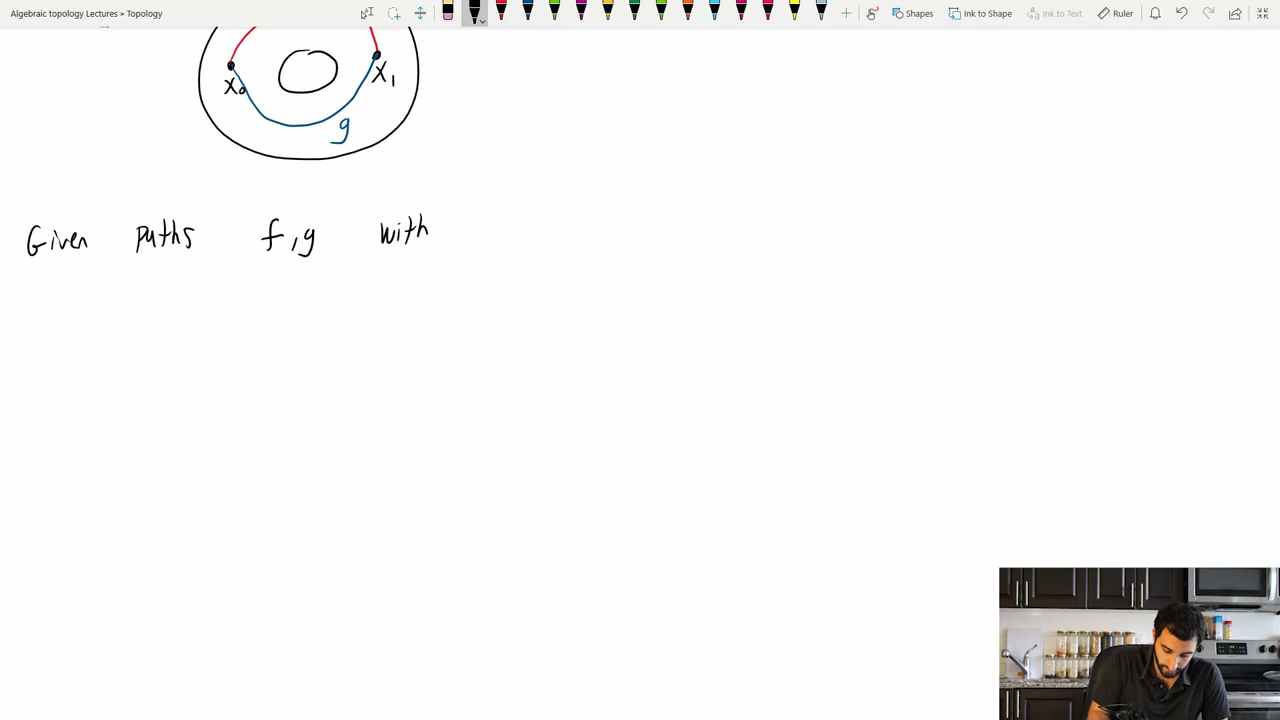 Algebraic topology Lectures » Topology
Shapes
Ink to Shape
Ink to Text
Ruler
x₀
x₁
g
Given paths f,g with